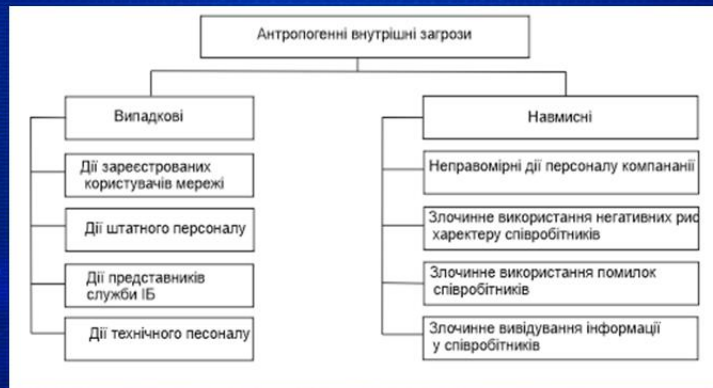 Антропогенні внутрішні загрози
Випадкові
Дії зареєстрованих
користувачів мережі
Дії штатного персоналу
Дії представників
служби ІБ
Дії технічного песоналу
Навмисні
Неправомірні дії персоналу компананії
Злочинне використання негативних рис
характеру співробітників
Злочинне використання помилок
співробітників
Злочинне вивідування інформації
у співробітників